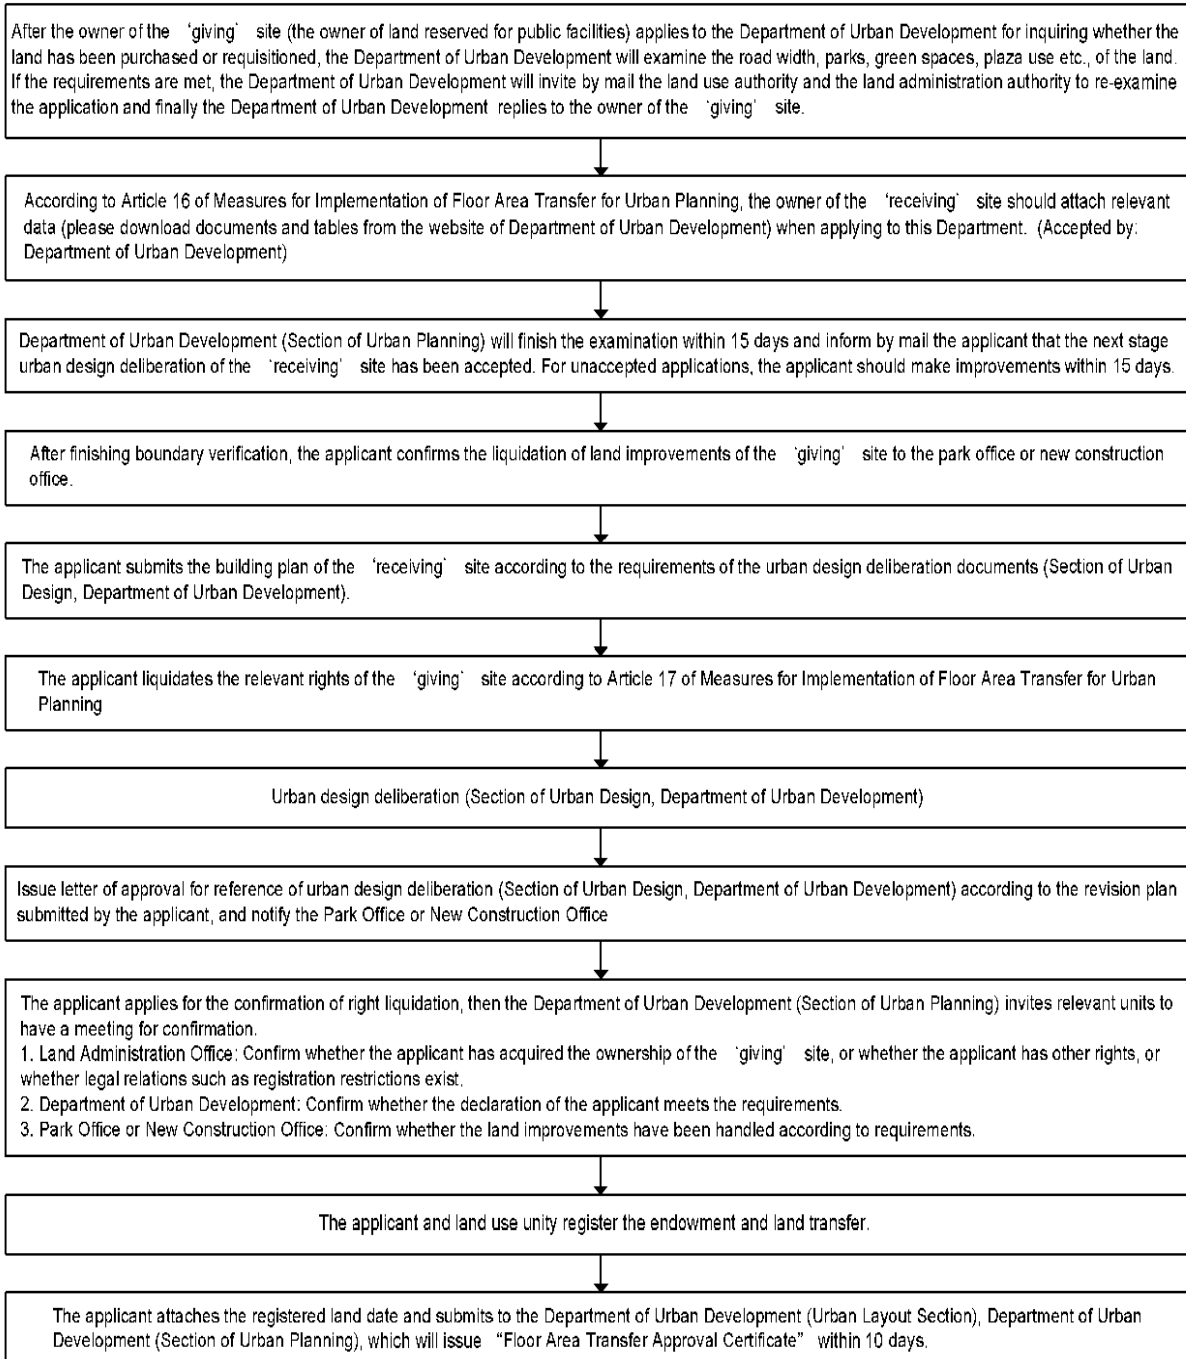 After the owner of the ‵giving‵ site (the owner of land reserved for public facilities) applies to the Department of Urban Development for inquiring whether the
land has been purchased or requisitioned, the Department of Urban Development will examine the road width, parks, green spaces, plaza use etc., of the land.
If the requirements are met, the Department of Urban Development will invite by mail the land use authority and the land administration authority to re-examine
the application and finally the Department of Urban Development replies to the owner of the ‵giving‵ site.
According to Article 16 of Measures for Implementation of Floor Area Transfer for Urban Planning, the owner of the ‵receiving‵ site should attach relevant
data (please download documents and tables from the website of Department of Urban Development) when applying to this Department. (Accepted by:
Department of Urban Development)
Department of Urban Development (Section of Urban Planning) will finish the examination within 15 days and inform by mail the applicant that the next stage
urban design deliberation of the ‵receiving‵ site has been accepted. For unaccepted applications, the applicant should make improvements within 15 days.
After finishing boundary verification, the applicant confirms the liquidation of land improvements of the ‵giving‵ site to the park office or new construction
office.
The applicant submits the building plan of the ‵receiving‵ site according to the requirements of the urban design deliberation documents (Section of Urban
Design, Department of Urban Development).
The applicant liquidates the relevant rights of the ‵giving‵ site according to Article 17 of Measures for Implementation of Floor Area Transfer for Urban
Planning
Urban design deliberation (Section of Urban Design, Department of Urban Development)
Issue letter of approval for reference of urban design deliberation (Section of Urban Design, Department of Urban Development) according to the revision plan
submitted by the applicant, and notify the Park Office or New Construction Office
The applicant applies for the confirmation of right liquidation, then the Department of Urban Development (Section of Urban Planning) invites relevant units to
have a meeting for confirmation.
1. Land Administration Office: Confirm whether the applicant has acquired the ownership of the ‵giving‵ site, or whether the applicant has other rights, or
whether legal relations such as registration restrictions exist.
2. Department of Urban Development: Confirm whether the declaration of the applicant meets the requirements.
3. Park Office or New Construction Office: Confirm whether the land improvements have been handled according to requirements.
The applicant and land use unity register the endowment and land transfer.
The applicant attaches the registered land date and submits to the Department of Urban Development (Urban Layout Section), Department of Urban
Development (Section of Urban Planning), which will issue “Floor Area Transfer Approval Certificate” within 10 days.